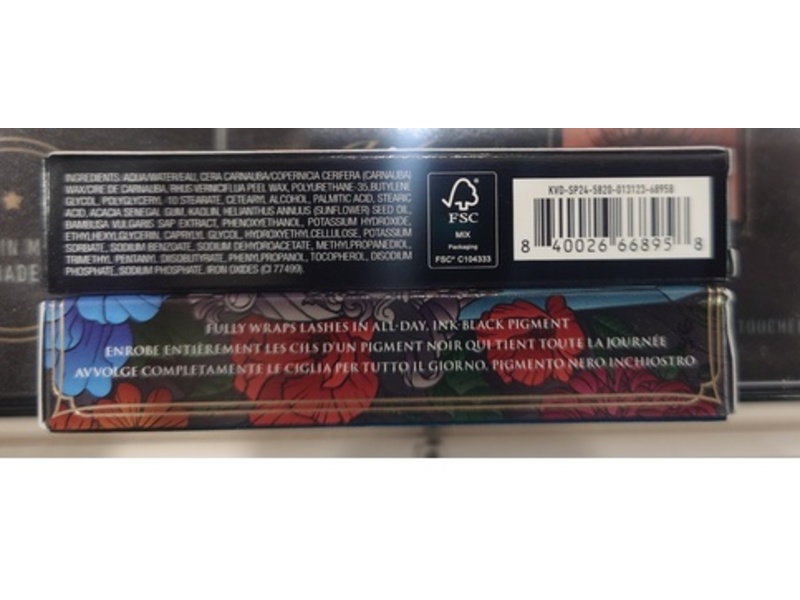 INGREDIENTS: AQUA/WATER/EAU, CERA CARNAUBA/COPERNICIA CERIFERA (CARNAUBA)
WAX/CIRE DE CARNAUBA, RHUS VERNICIFLUA PEEL WAX, POLYURETHANE-35, BUTYLENE
GLYCOL, POLYGLYCERYL-10 STEARATE, CETEARYL ALCOHOL, PALMITIC ACID, STEARIC
ACID, ACACIA SENEGAL GUM, KAOLIN, HELIANTHUS ANNUUS (SUNFLOWER) SEED OIL,
BAMBUSA VULGARIS SAP EXTRACT, PHENOXYETHANOL, POTASSIUM HYDROXIDE,
ETHYLHEXYLGLYCERIN, CAPRYLYL GLYCOL, HYDROXYETHYLCELLULOSE, POTASSIUM
SORBATE, SODIUM BENZOATE, SODIUM DEHYDROACETATE, METHYLPROPANEDIOL,
TRIMETHYL PENTANYL DIISOBUTYRATE, PHENYLPROPANOL, TOCOPHEROL, DISODIUM
PHOSPHATE, SODIUM PHOSPHATE, IRON OXIDES (CI 77499).
FSC
MIX
Packaging
FSC® C104333
KVD-SP24-5820-013123-6895B
8 40026 66895 8
FULLY WRAPS LASHES IN ALL-DAY, INK-BLACK PIGMENT
ENROBE ENTIÈREMENT LES CILS D'UN PIGMENT NOIR QUI TIENT TOUTE LA JOURNÉE
AVVOLGE COMPLETAMENTE LE CIGLIA PER TUTTO IL GIORNO, PIGMENTO NERO INCHIOSTRO